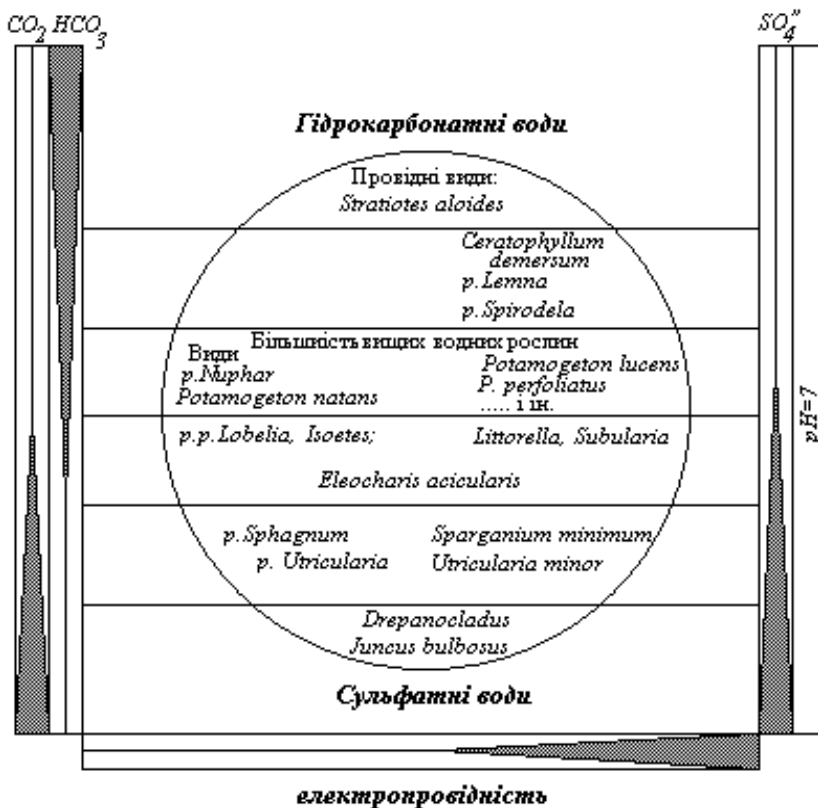 CO2 HCO3
SO4″
Гідрокарбонатні води
Провідні види:
Stratiotes aloides
Ceratophyllum
demersum
р.Lemna
р.Spirodela
Більшість вищих водних рослин
Види
р.Nuphar
Potamogeton natans
Potamogeton lucens
P. perfoliatus
..... і ін.
pH=7
р.р.Lobelia, Isoetes;
Littorella, Subularia
Eleocharis acicularis
р.Sphagnum
р. Utricularia
Sparganium minimum
Utricularia minor
Drepanocladus
Juncus bulbosus
Сульфатні води
електропровідність